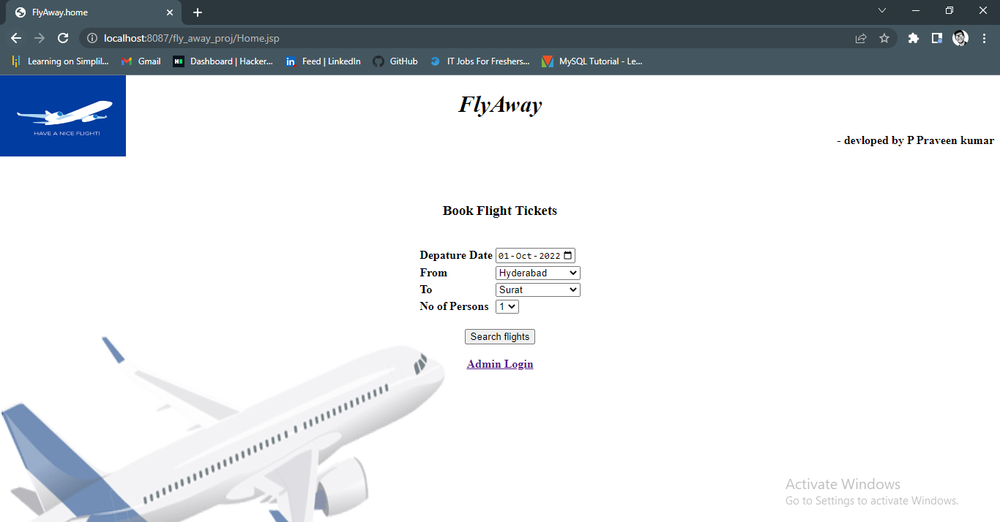 FlyAway.home
localhost:8087/fly_away_proj/Home.jsp
Learning on Simplil... Gmail Dashboard | Hacker... Feed | LinkedIn GitHub IT Jobs For Freshers... MySQL Tutorial - Le...
HAVE A NICE FLIGHT!
FlyAway
- devloped by P Praveen kumar
Book Flight Tickets
Depature Date 01-Oct-2022
From Hyderabad
To Surat
No of Persons 1
Search flights
Admin Login
Activate Windows
Go to Settings to activate Windows.